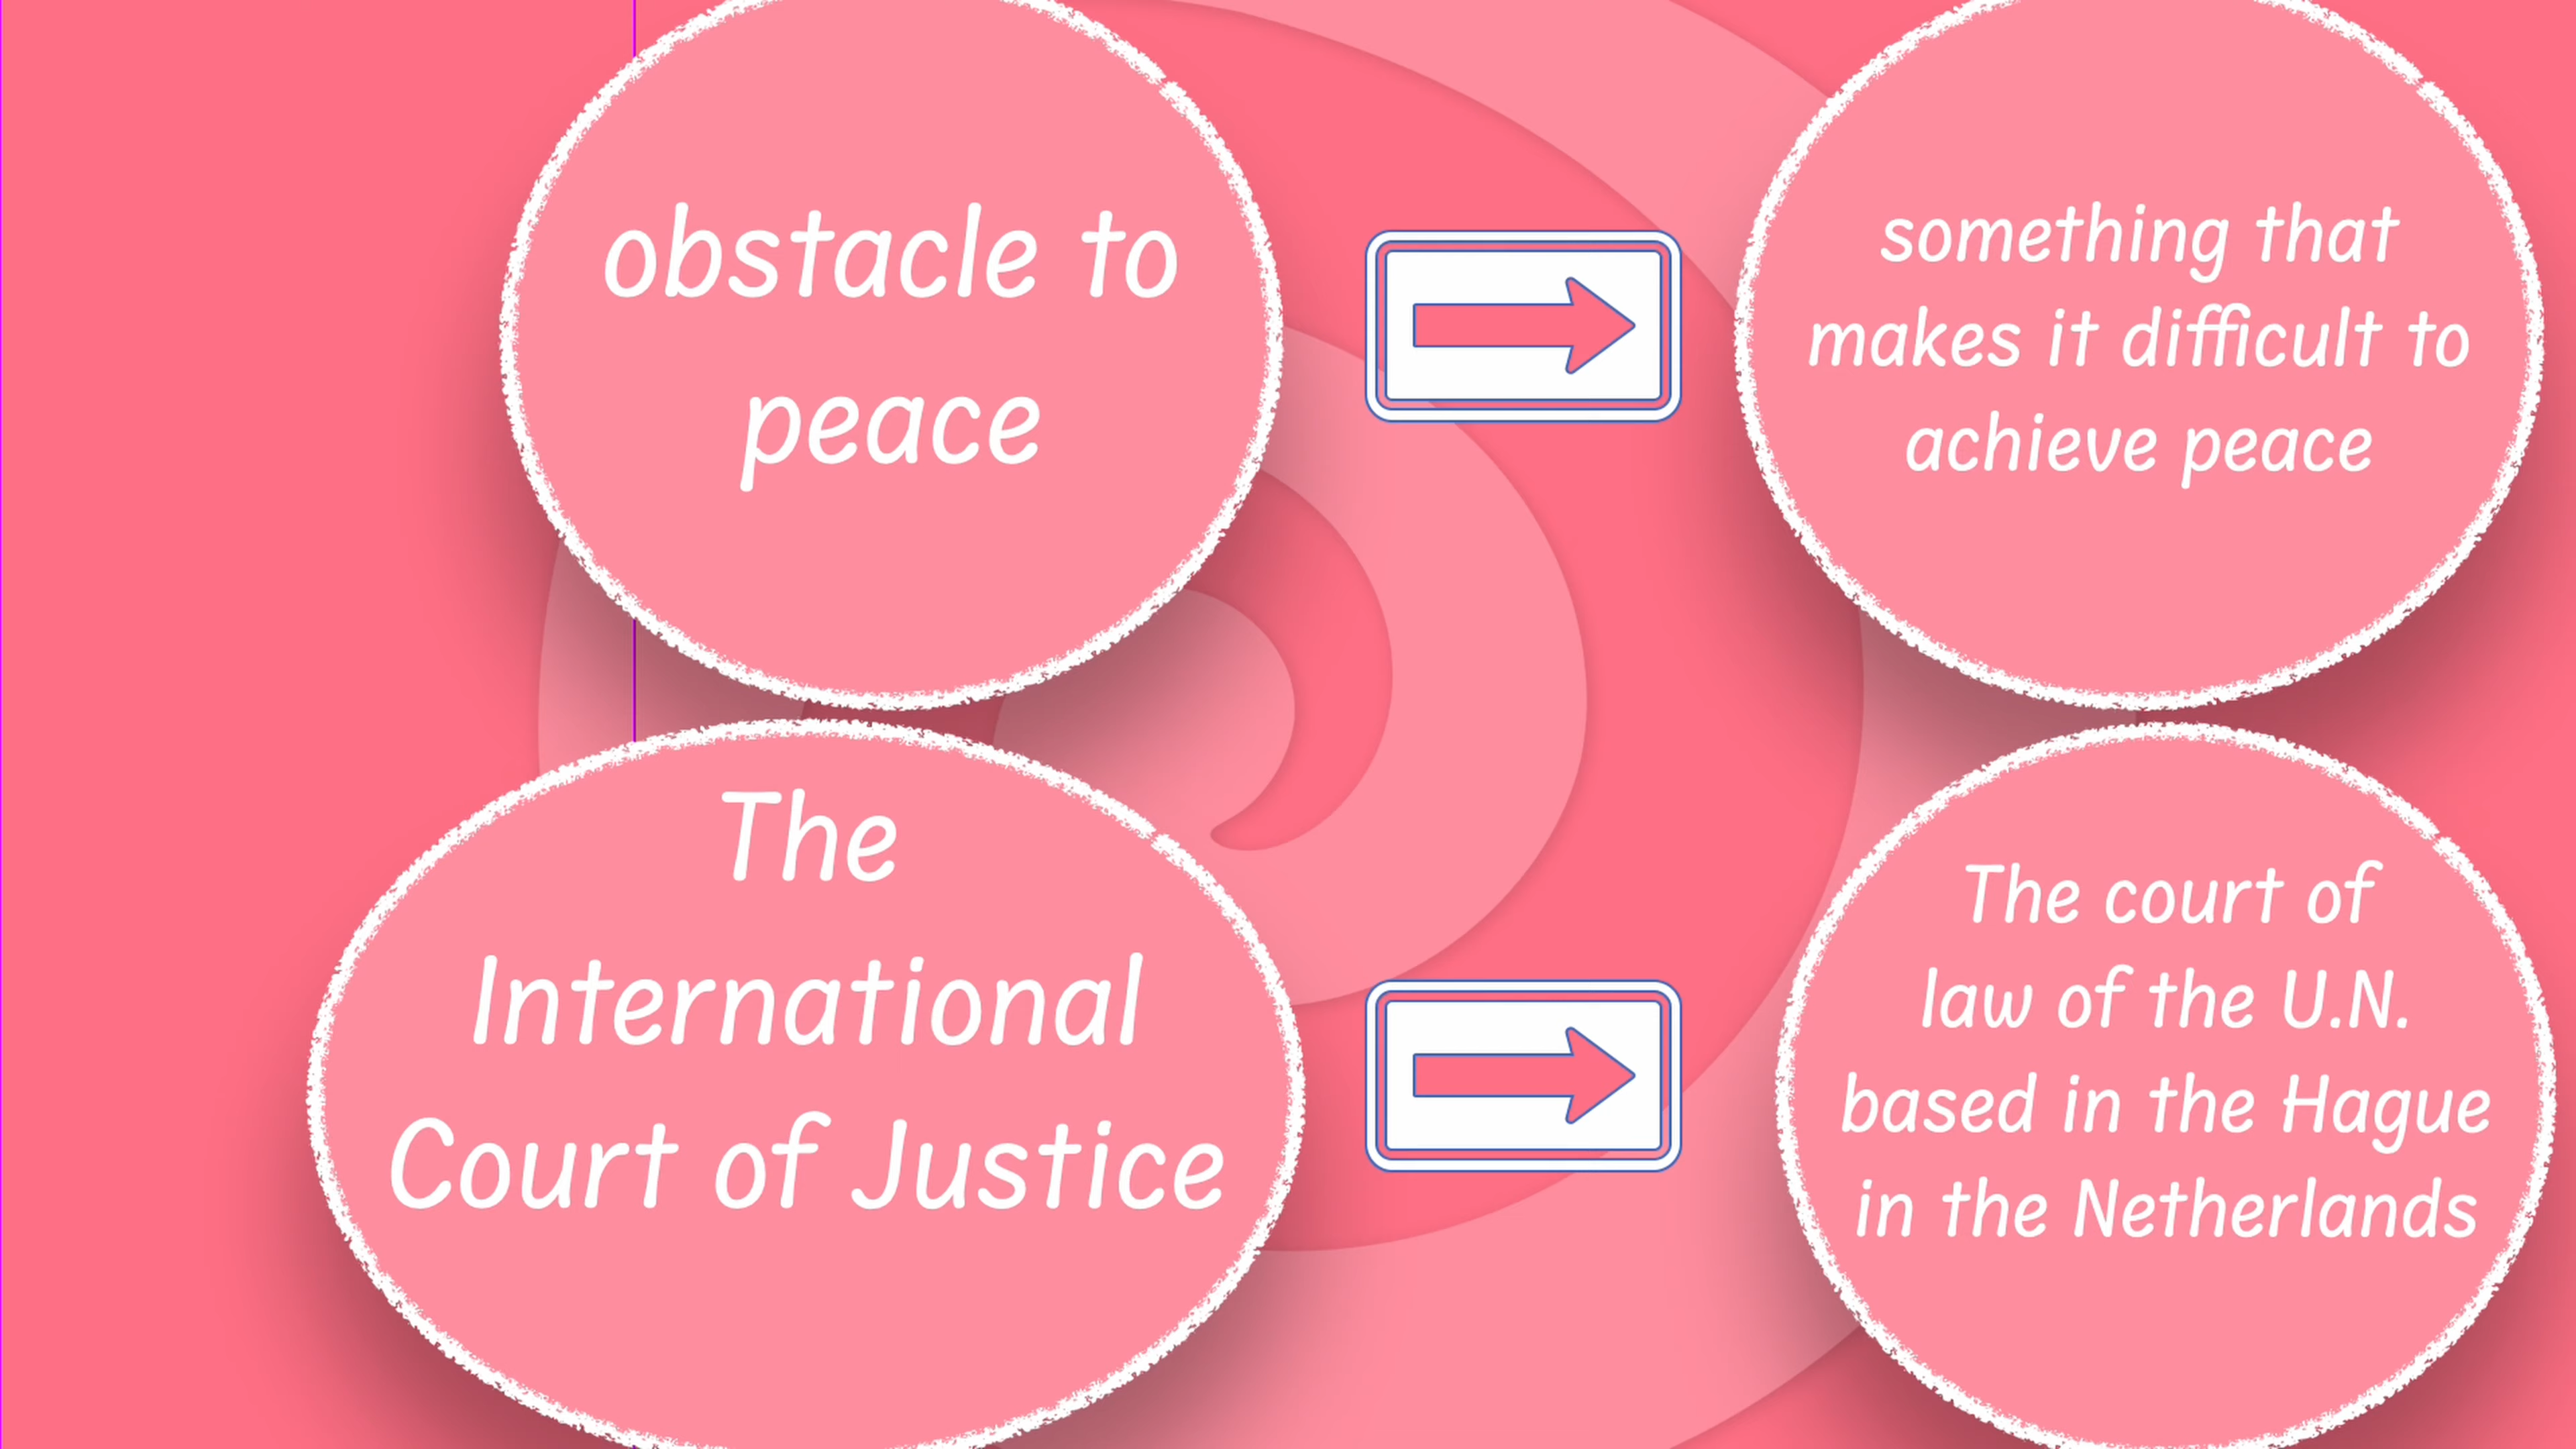 obstacle to
peace
something that
makes it difficult to
achieve peace
The
International
Court of Justice
The court of
law of the U.N.
based in the Hague
in the Netherlands